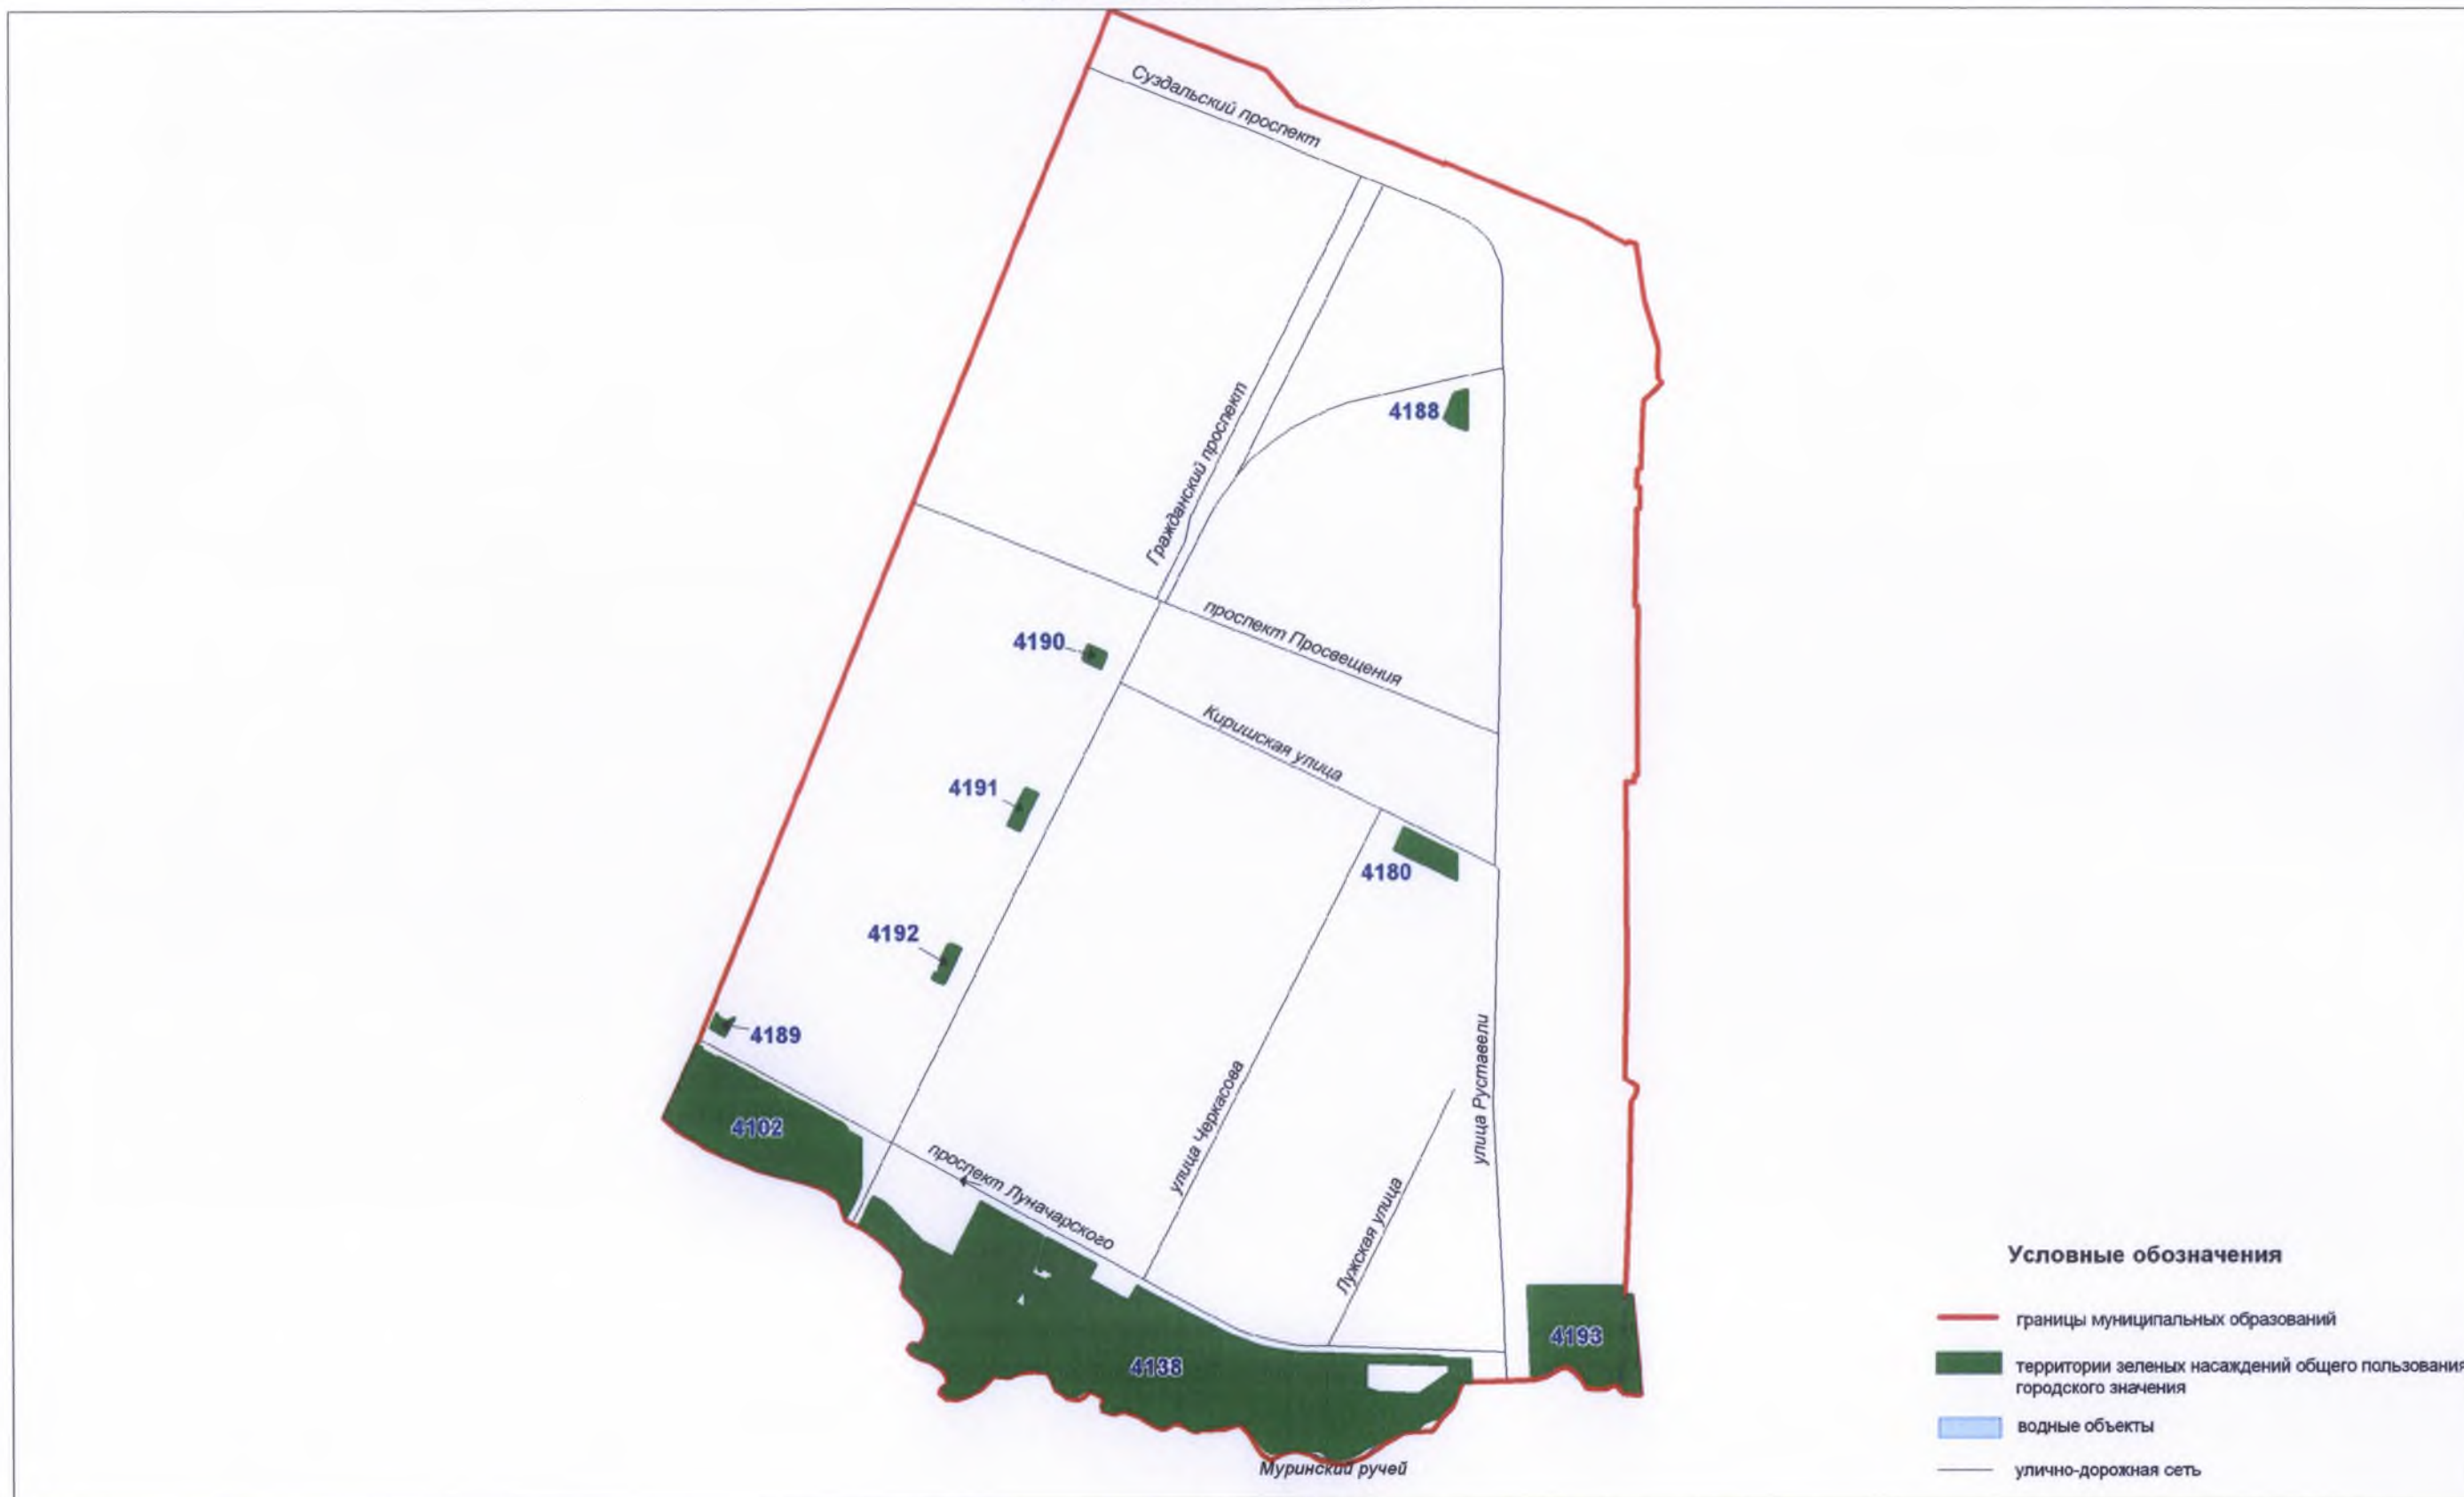 Суздальский проспект
4188
Гражданский проспект
проспект Просвещения
4190
Киришская улица
4191
4180
4192
4189
улица Руставели
улица Черкасова
4102
проспект Луначарского
Лужская улица
4193
4138
Муринский ручей
Условные обозначения
границы муниципальных образований
территории зеленых насаждений общего пользования
городского значения
водные объекты
улично-дорожная сеть